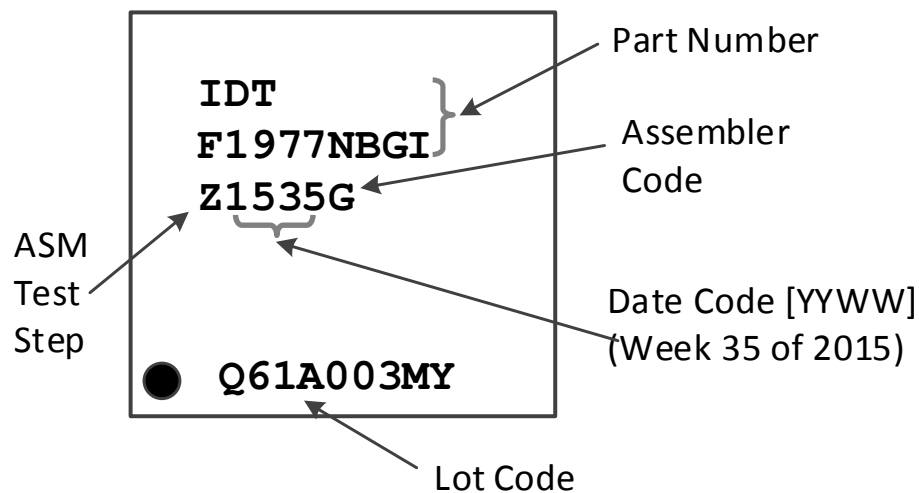 IDT
F1977NBGI
Z1535G
Q61A003MY
Part Number
Assembler
Code
ASM
Test
Step
Date Code [YYWW]
(Week 35 of 2015)
Lot Code